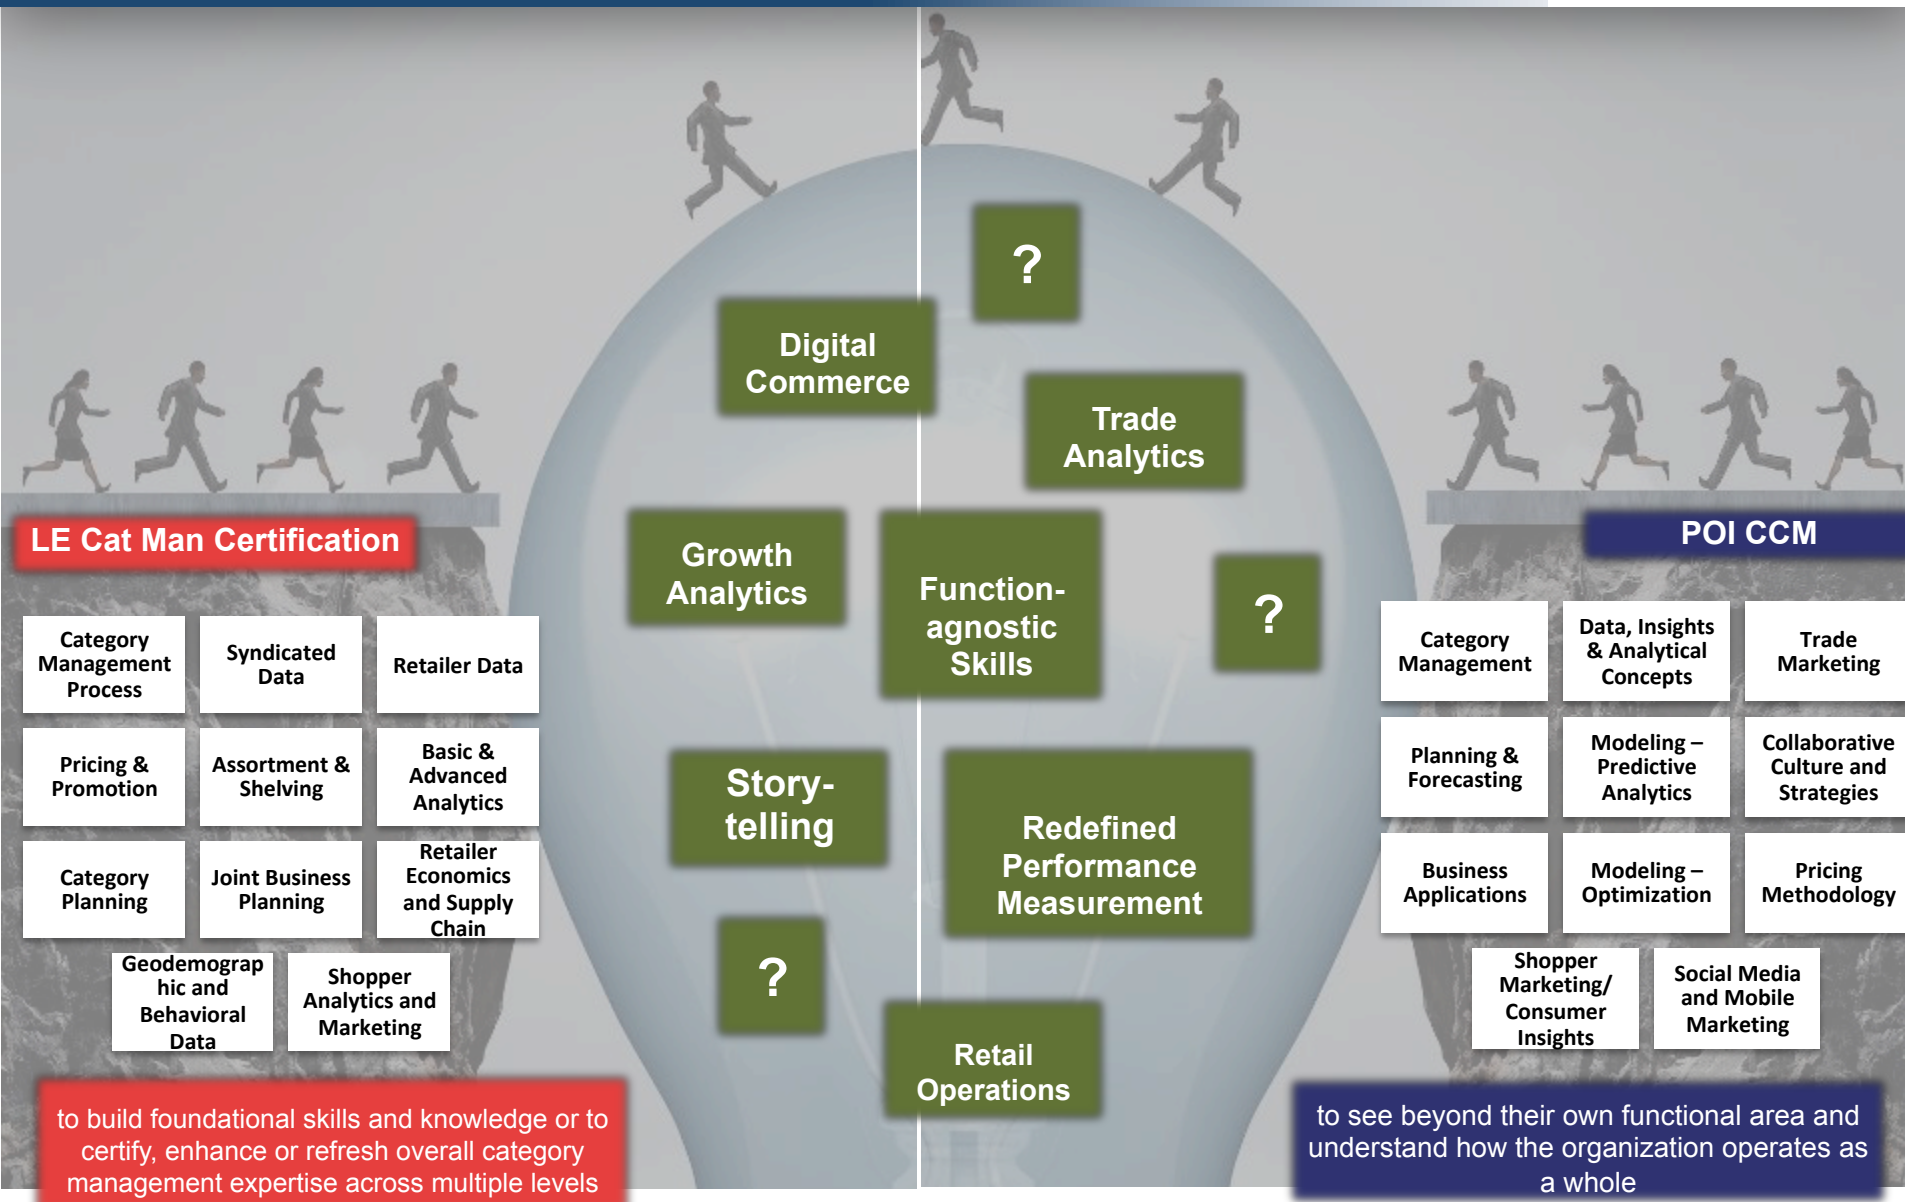 LE Cat Man Certification
Category
Management
Process
Syndicated
Data
Retailer Data
Pricing &
Promotion
Assortment &
Shelving
Basic &
Advanced
Analytics
Category
Planning
Joint Business
Planning
Retailer
Economics
and Supply
Chain
Geodemograp
hic and
Behavioral
Data
Shopper
Analytics and
Marketing
to build foundational skills and knowledge or to
certify, enhance or refresh overall category
management expertise across multiple levels
?
Digital
Commerce
Trade
Analytics
Growth
Analytics
Function-
agnostic
Skills
?
Story-
telling
Redefined
Performance
Measurement
?
Retail
Operations
POI CCM
Category
Management
Data, Insights
& Analytical
Concepts
Trade
Marketing
Planning &
Forecasting
Modeling –
Predictive
Analytics
Collaborative
Culture and
Strategies
Business
Applications
Modeling –
Optimization
Pricing
Methodology
Shopper
Marketing/
Consumer
Insights
Social Media
and Mobile
Marketing
to see beyond their own functional area and
understand how the organization operates as
a whole